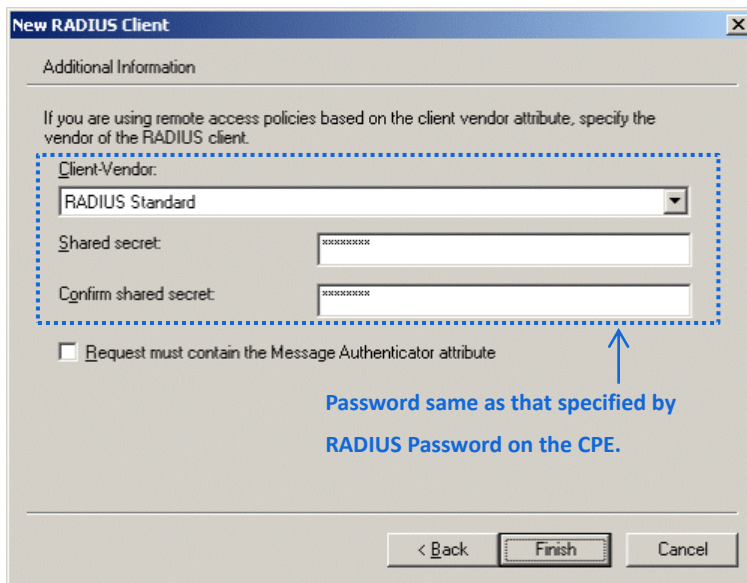 New RADIUS Client
Additional Information
If you are using remote access policies based on the client vendor attribute, specify the
vendor of the RADIUS client.
Client-Vendor:
RADIUS Standard
Shared secret:
xxxxxxxx
Confirm shared secret:
xxxxxxxx
Request must contain the Message Authenticator attribute
Password same as that specified by
RADIUS Password on the CPE.
< Back
Finish
Cancel